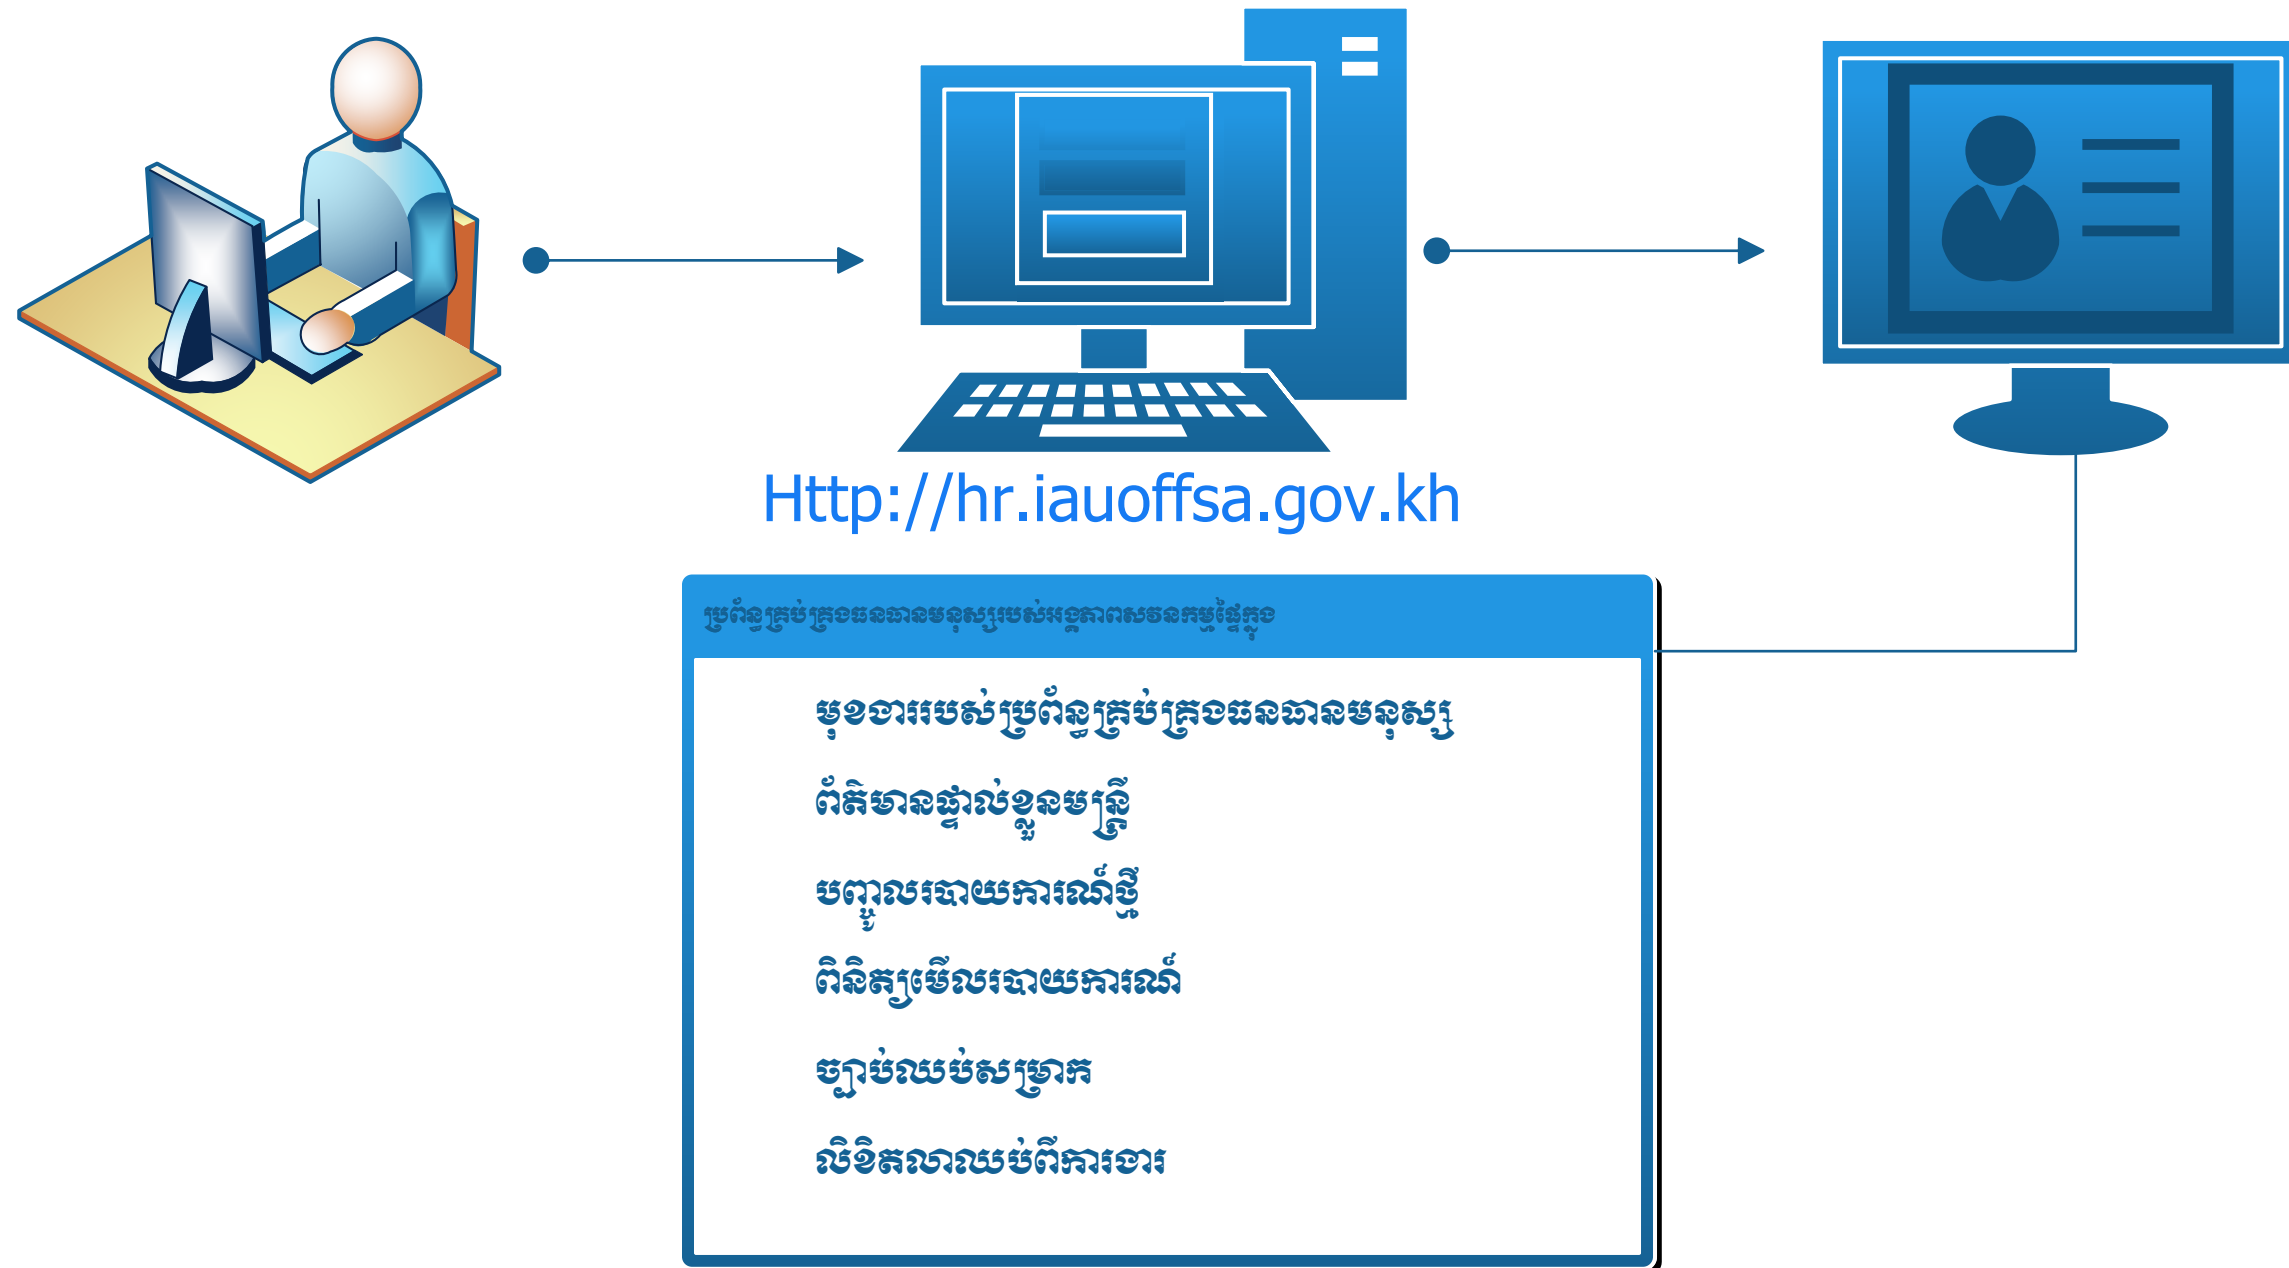 Http://hr.iauoffsa.gov.kh
ប្រព័ន្ធគ្រប់គ្រងធនធានមនុស្សរបស់អង្គភាពសវនកម្មផ្ទៃក្នុង
មុខងាររបស់ប្រព័ន្ធគ្រប់គ្រងធនធានមនុស្ស
ព័ត៌មានផ្ទាល់ខ្លួនមន្ត្រី
បញ្ចូលរបាយការណ៍ថ្មី
ពិនិត្យមើលរបាយការណ៍
ច្បាប់ឈប់សម្រាក
លិខិតលាឈប់ពីការងារ